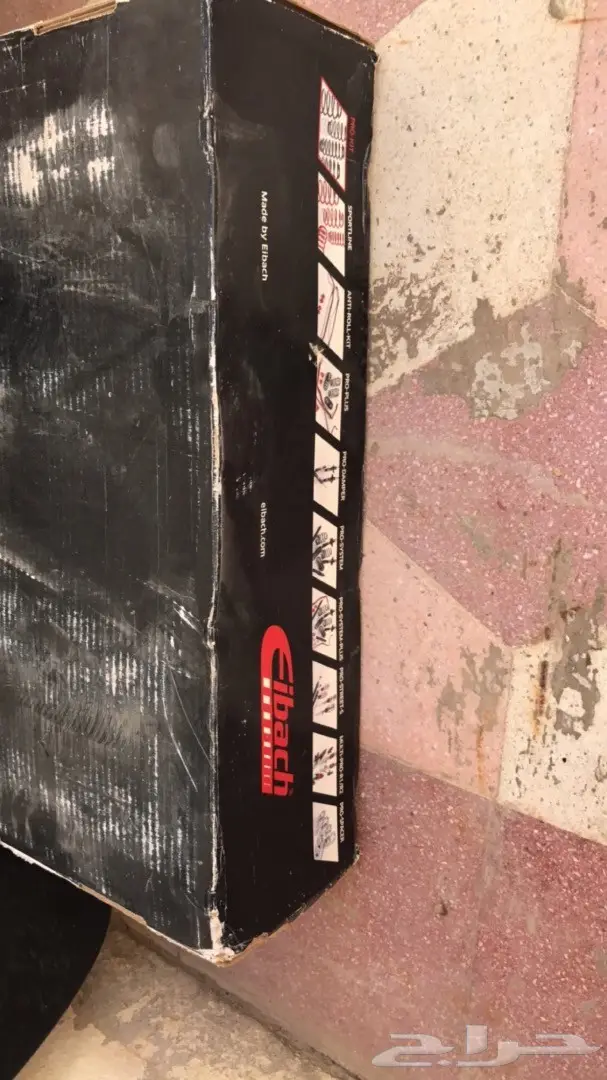 PRO-KIT
SPORTLINE
ANTI-ROLL-KIT
PRO-PLUS
PRO-DAMPER
PRO-SYSTEM
PRO-SYSTEM-PLUS
PRO-STREET-S
MULTI-PRO-R1/R2
PRO-SPACER
Made by Eibach
eibach.com
Eibach
حراج